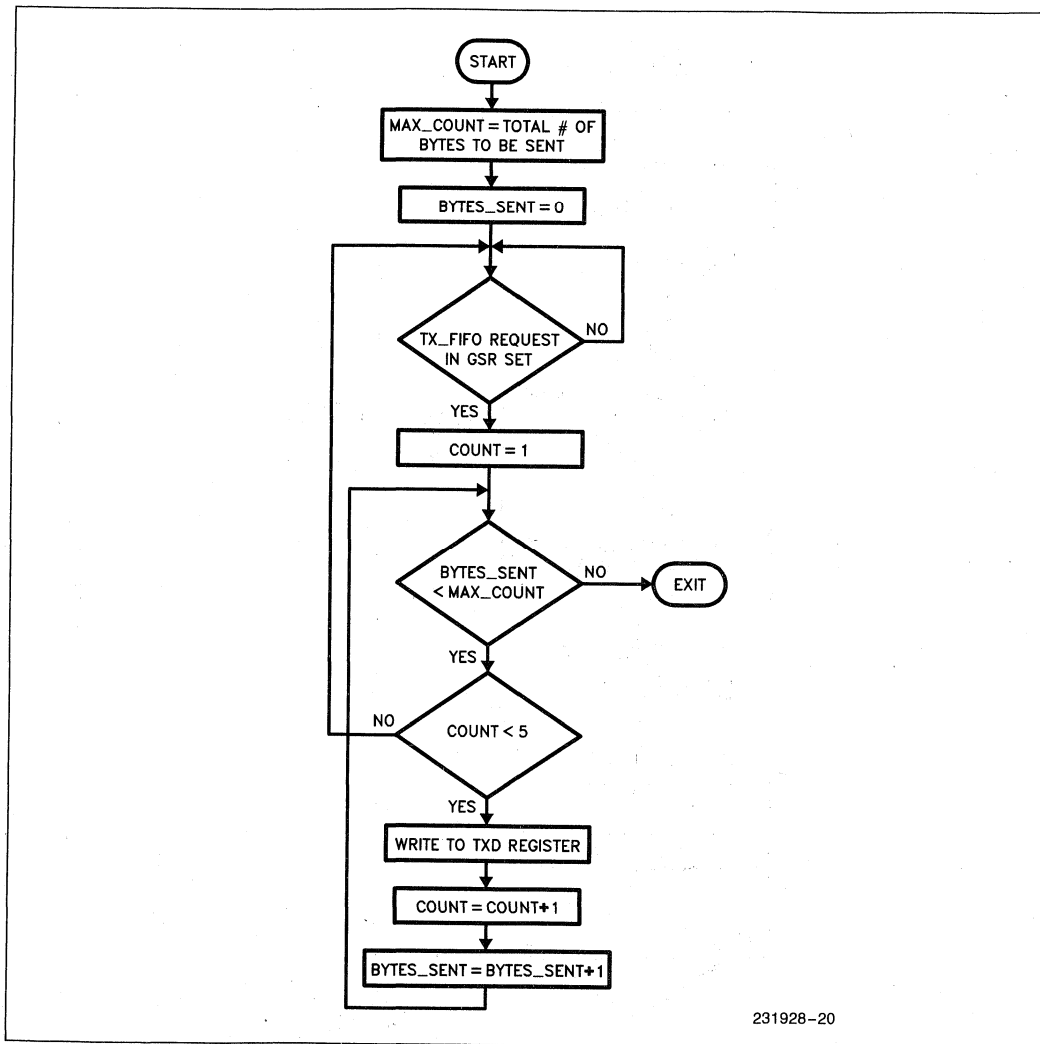 START
MAX_COUNT = TOTAL # OF
BYTES TO BE SENT
BYTES_SENT = 0
TX_FIFO REQUEST
IN GSR SET
NO
YES
COUNT = 1
BYTES_SENT
< MAX_COUNT
NO
EXIT
YES
NO
COUNT < 5
YES
WRITE TO TXD REGISTER
COUNT = COUNT+1
BYTES_SENT = BYTES_SENT+1
231928-20